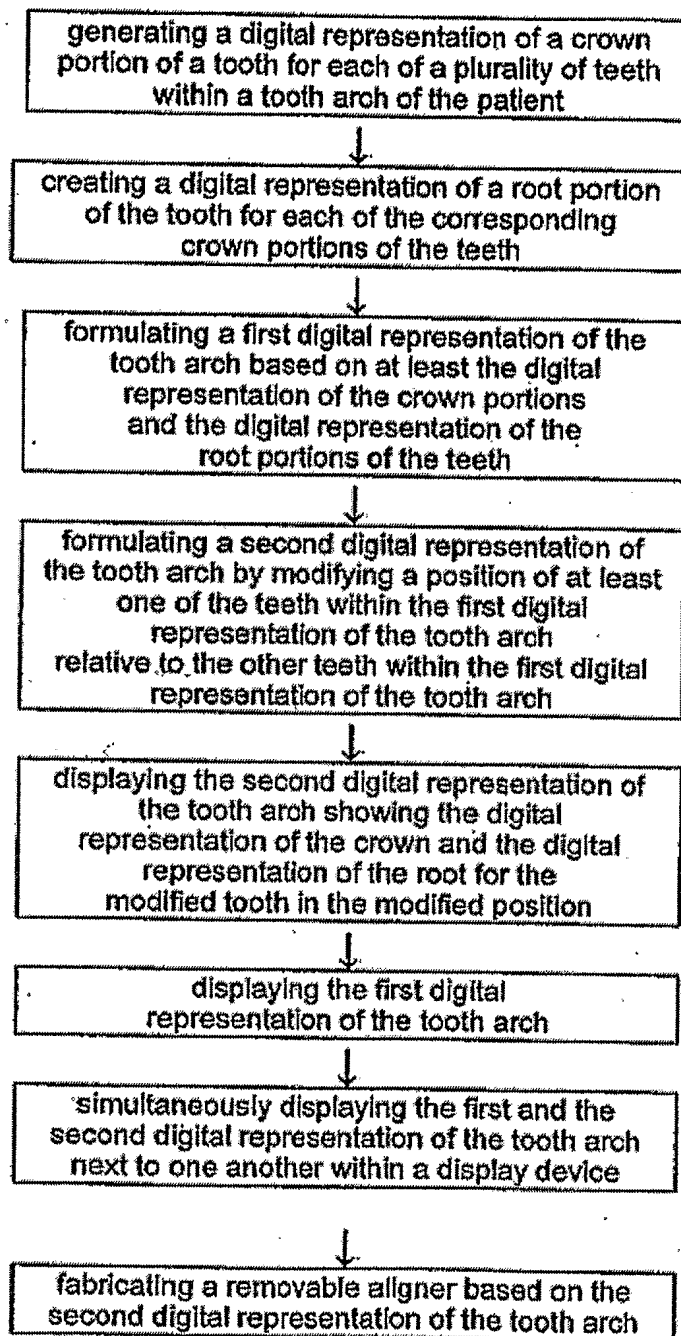 generating a digital representation of a crown
portion of a tooth for each of a plurality of teeth
within a tooth arch of the patient
creating a digital representation of a root portion
of the tooth for each of the corresponding
crown portions of the teeth
formulating a first digital representation of the
tooth arch based on at least the digital
representation of the crown portions
and the digital representation of the
root portions of the teeth
formulating a second digital representation of
the tooth arch by modifying a position of at least
one of the teeth within the first digital
representation of the tooth arch
relative to the other teeth within the first digital
representation of the tooth arch
displaying the second digital representation of
the tooth arch showing the digital
representation of the crown and the digital
representation of the root for the
modified tooth in the modified position
displaying the first digital
representation of the tooth arch
simultaneously displaying the first and the
second digital representation of the tooth arch
next to one another within a display device
fabricating a removable aligner based on the
second digital representation of the tooth arch